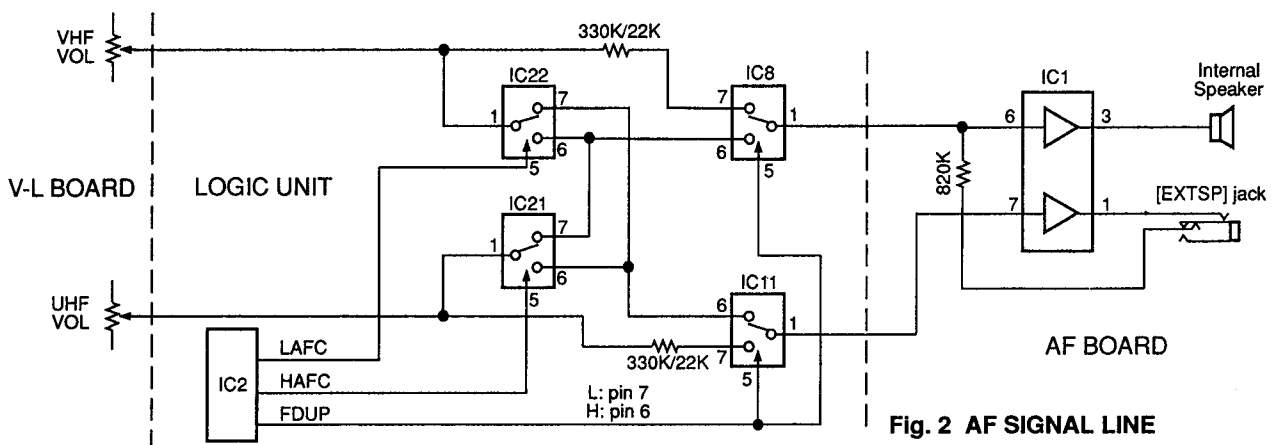 VHF
VOL
330K/22K
IC22
IC8
IC1
Internal
Speaker
7
1
6
5
7
1
6
6
3
V-L BOARD
LOGIC UNIT
820K
[EXTSP] jack
IC21
7
1
6
5
5
7
1
IC11
UHF
VOL
6
1
7
5
330K/22K
AF BOARD
LAFC
IC2
HAFC
FDUP
L: pin 7
H: pin 6
Fig. 2 AF SIGNAL LINE